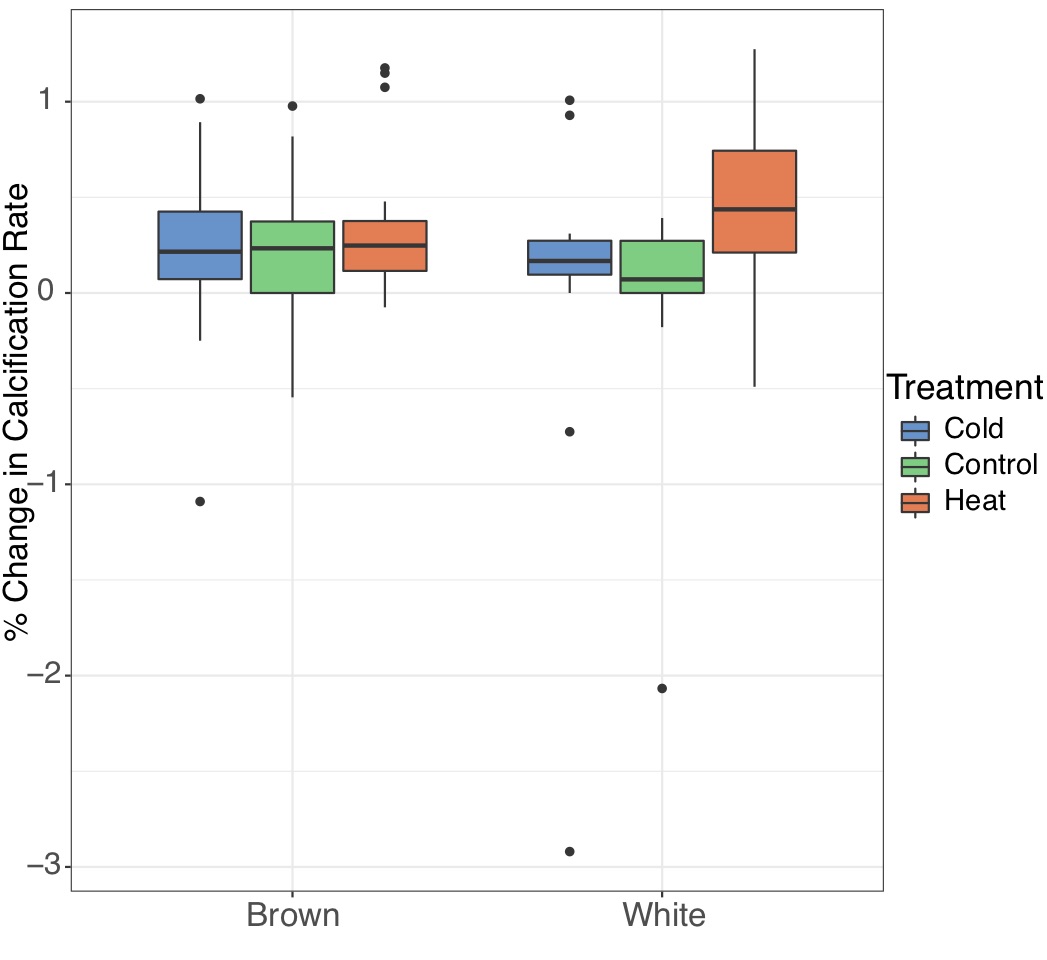 % Change in Calcification Rate
1
0
−1
−2
−3
Brown
White
Treatment
Cold
Control
Heat